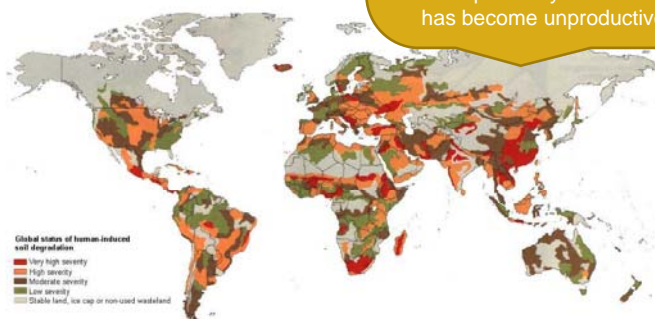 has become unproductive
Global status of human-induced
soil degradation
Very high severity
High severity
Moderate severity
Low severity
Stable land, ice cap or non-used wasteland